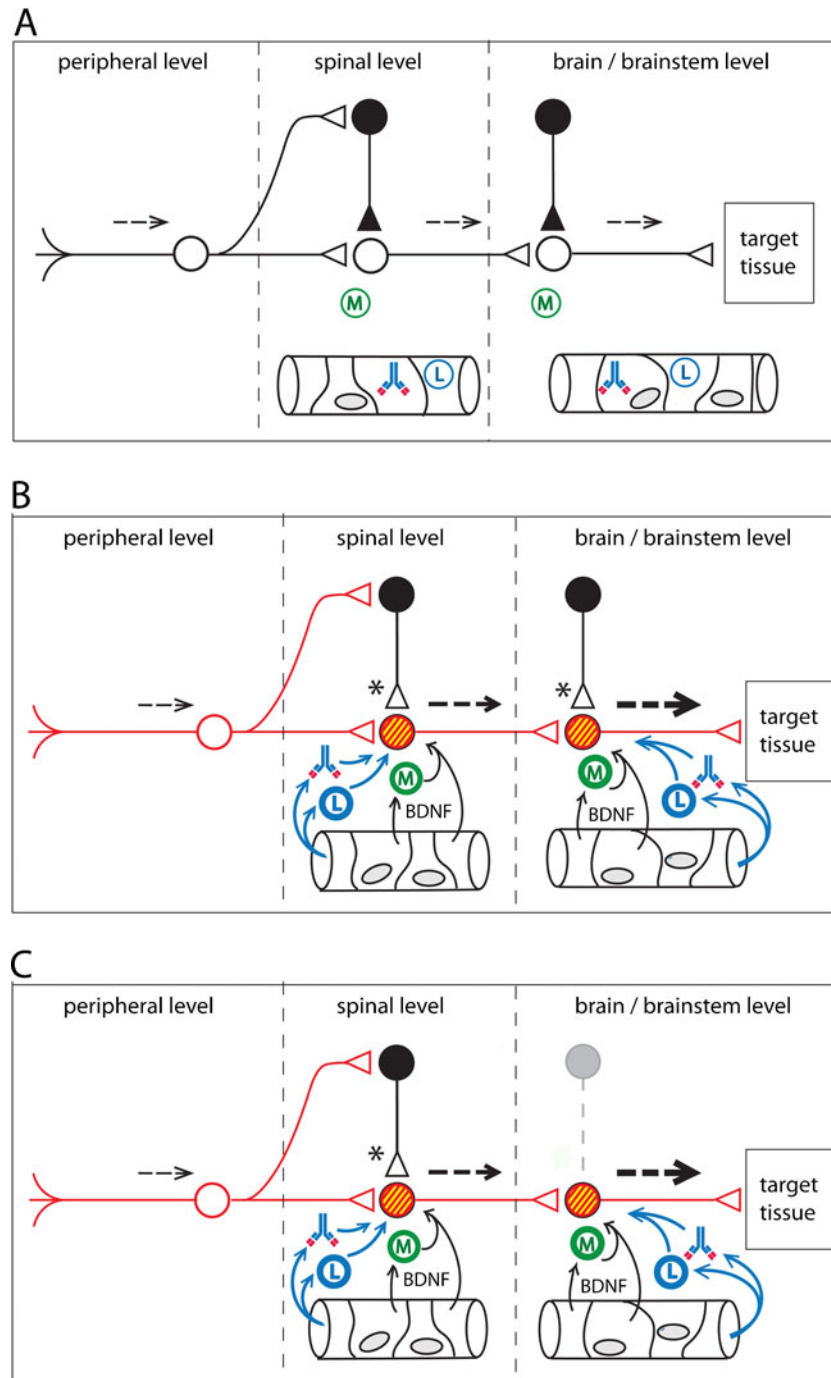 A
peripheral level
spinal level
brain / brainstem level
target
tissue
M
M
L
L
B
peripheral level
spinal level
brain / brainstem level
*
*
target
tissue
M
M
L
L
BDNF
BDNF
C
peripheral level
spinal level
brain / brainstem level
*
target
tissue
M
M
L
L
BDNF
BDNF